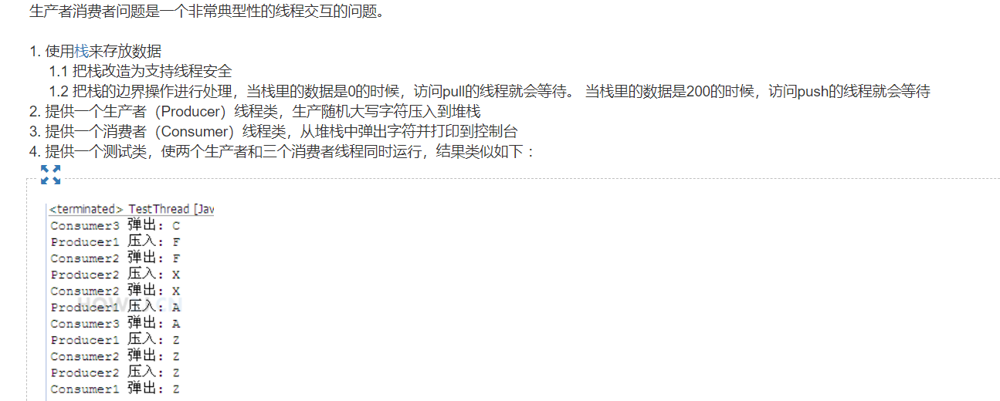 生产者消费者问题是一个非常典型性的线程交互的问题。
1. 使用栈来存放数据
1.1 把栈改造为支持线程安全
1.2 把栈的边界操作进行处理，当栈里的数据是0的时候，访问pull的线程就会等待。 当栈里的数据是200的时候，访问push的线程就会等待
2. 提供一个生产者（Producer）线程类，生产随机大写字符压入到堆栈
3. 提供一个消费者（Consumer）线程类，从堆栈中弹出字符并打印到控制台
4. 提供一个测试类，使两个生产者和三个消费者线程同时运行，结果类似如下 ：
<terminated> TestThread [Jav
Consumer3 弹出: C
Producer1 压入: F
Consumer2 弹出: F
Producer2 压入: X
Consumer2 弹出: X
Producer1 压入: A
Consumer3 弹出: A
Producer1 压入: Z
Consumer2 弹出: Z
Producer2 压入: Z
Consumer1 弹出: Z